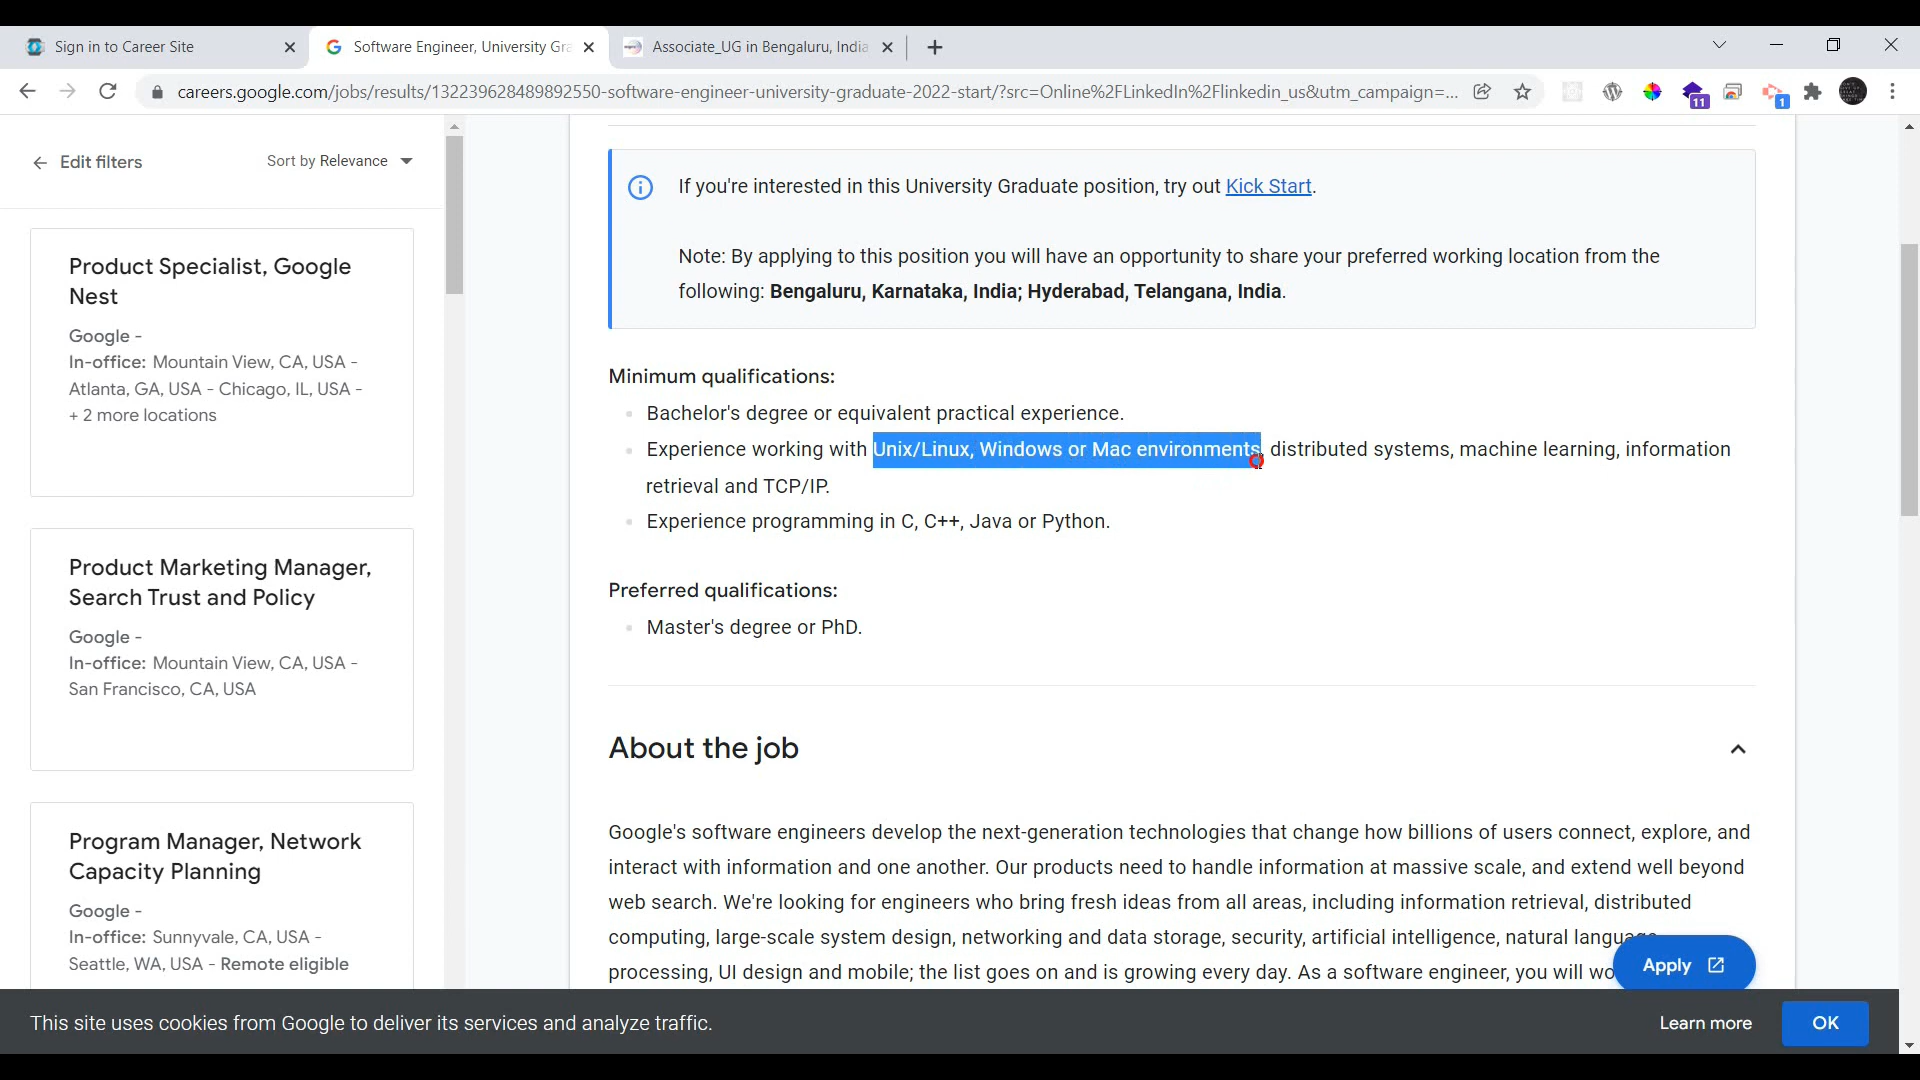 Sign in to Career Site
Software Engineer, University Gra
Associate_UG in Bengaluru, India
careers.google.com/jobs/results/132239628489892550-software-engineer-university-graduate-2022-start/?src=Online%2FLinkedIn%2Flinkedin_us&utm_campaign=...
11
1
Edit filters
Sort by Relevance
Product Specialist, Google
Nest
Google -
In-office: Mountain View, CA, USA -
Atlanta, GA, USA - Chicago, IL, USA -
+ 2 more locations
Product Marketing Manager,
Search Trust and Policy
Google -
In-office: Mountain View, CA, USA -
San Francisco, CA, USA
Program Manager, Network
Capacity Planning
Google -
In-office: Sunnyvale, CA, USA -
Seattle, WA, USA - Remote eligible
If you're interested in this University Graduate position, try out Kick Start.
Note: By applying to this position you will have an opportunity to share your preferred working location from the
following: Bengaluru, Karnataka, India; Hyderabad, Telangana, India.
Minimum qualifications:
Bachelor's degree or equivalent practical experience.
Experience working with Unix/Linux, Windows or Mac environments, distributed systems, machine learning, information
retrieval and TCP/IP.
Experience programming in C, C++, Java or Python.
Preferred qualifications:
Master's degree or PhD.
About the job
Google's software engineers develop the next-generation technologies that change how billions of users connect, explore, and
interact with information and one another. Our products need to handle information at massive scale, and extend well beyond
web search. We're looking for engineers who bring fresh ideas from all areas, including information retrieval, distributed
computing, large-scale system design, networking and data storage, security, artificial intelligence, natural language
processing, UI design and mobile; the list goes on and is growing every day. As a software engineer, you will wo
Apply
This site uses cookies from Google to deliver its services and analyze traffic.
Learn more
OK